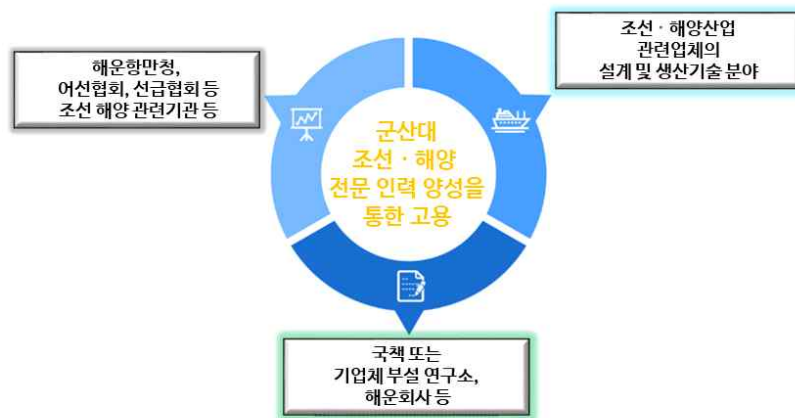 해운항만청,
어선협회, 선급협회 등
조선 해양 관련기관 등
조선 · 해양산업
관련업체의
설계 및 생산기술 분야
군산대
조선 · 해양
전문 인력 양성을
통한 고용
국책 또는
기업체 부설 연구소,
해운회사 등